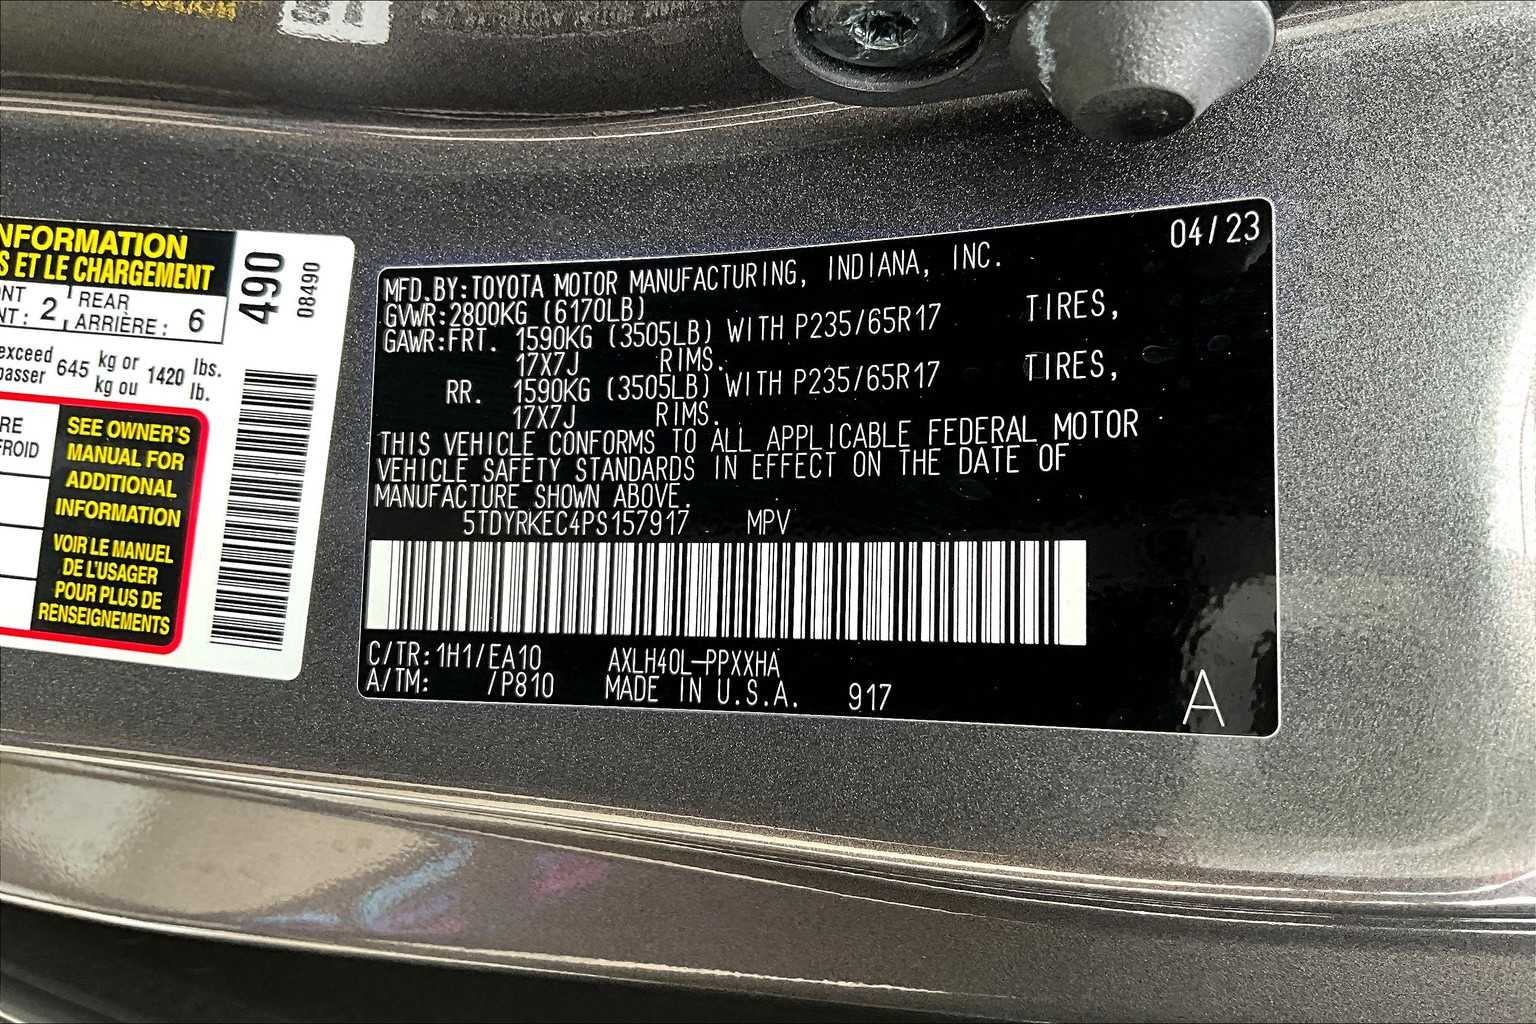 NFORMATION
S ET LE CHARGEMENT
NT 2 REAR 6
NT: ARRIÈRE:
exceed 645 kg or 1420 lbs.
passer kg ou lb.
RE
FROID
SEE OWNER'S
MANUAL FOR
ADDITIONAL
INFORMATION
VOIR LE MANUEL
DE L'USAGER
POUR PLUS DE
RENSEIGNEMENTS
490
08490
04/23
MFD.BY:TOYOTA MOTOR MANUFACTURING, INDIANA, INC.
GVWR:2800KG (6170LB)
GAWR:FRT. 1590KG (3505LB) WITH P235/65R17 TIRES,
17X7J RIMS.
RR. 1590KG (3505LB) WITH P235/65R17 TIRES,
17X7J RIMS.
THIS VEHICLE CONFORMS TO ALL APPLICABLE FEDERAL MOTOR
VEHICLE SAFETY STANDARDS IN EFFECT ON THE DATE OF
MANUFACTURE SHOWN ABOVE.
5TDYRKEC4PS157917 MPV
C/TR:1H1/EA10 AXLH40L-PPXXHA
A/TM: /P810 MADE IN U.S.A. 917
A